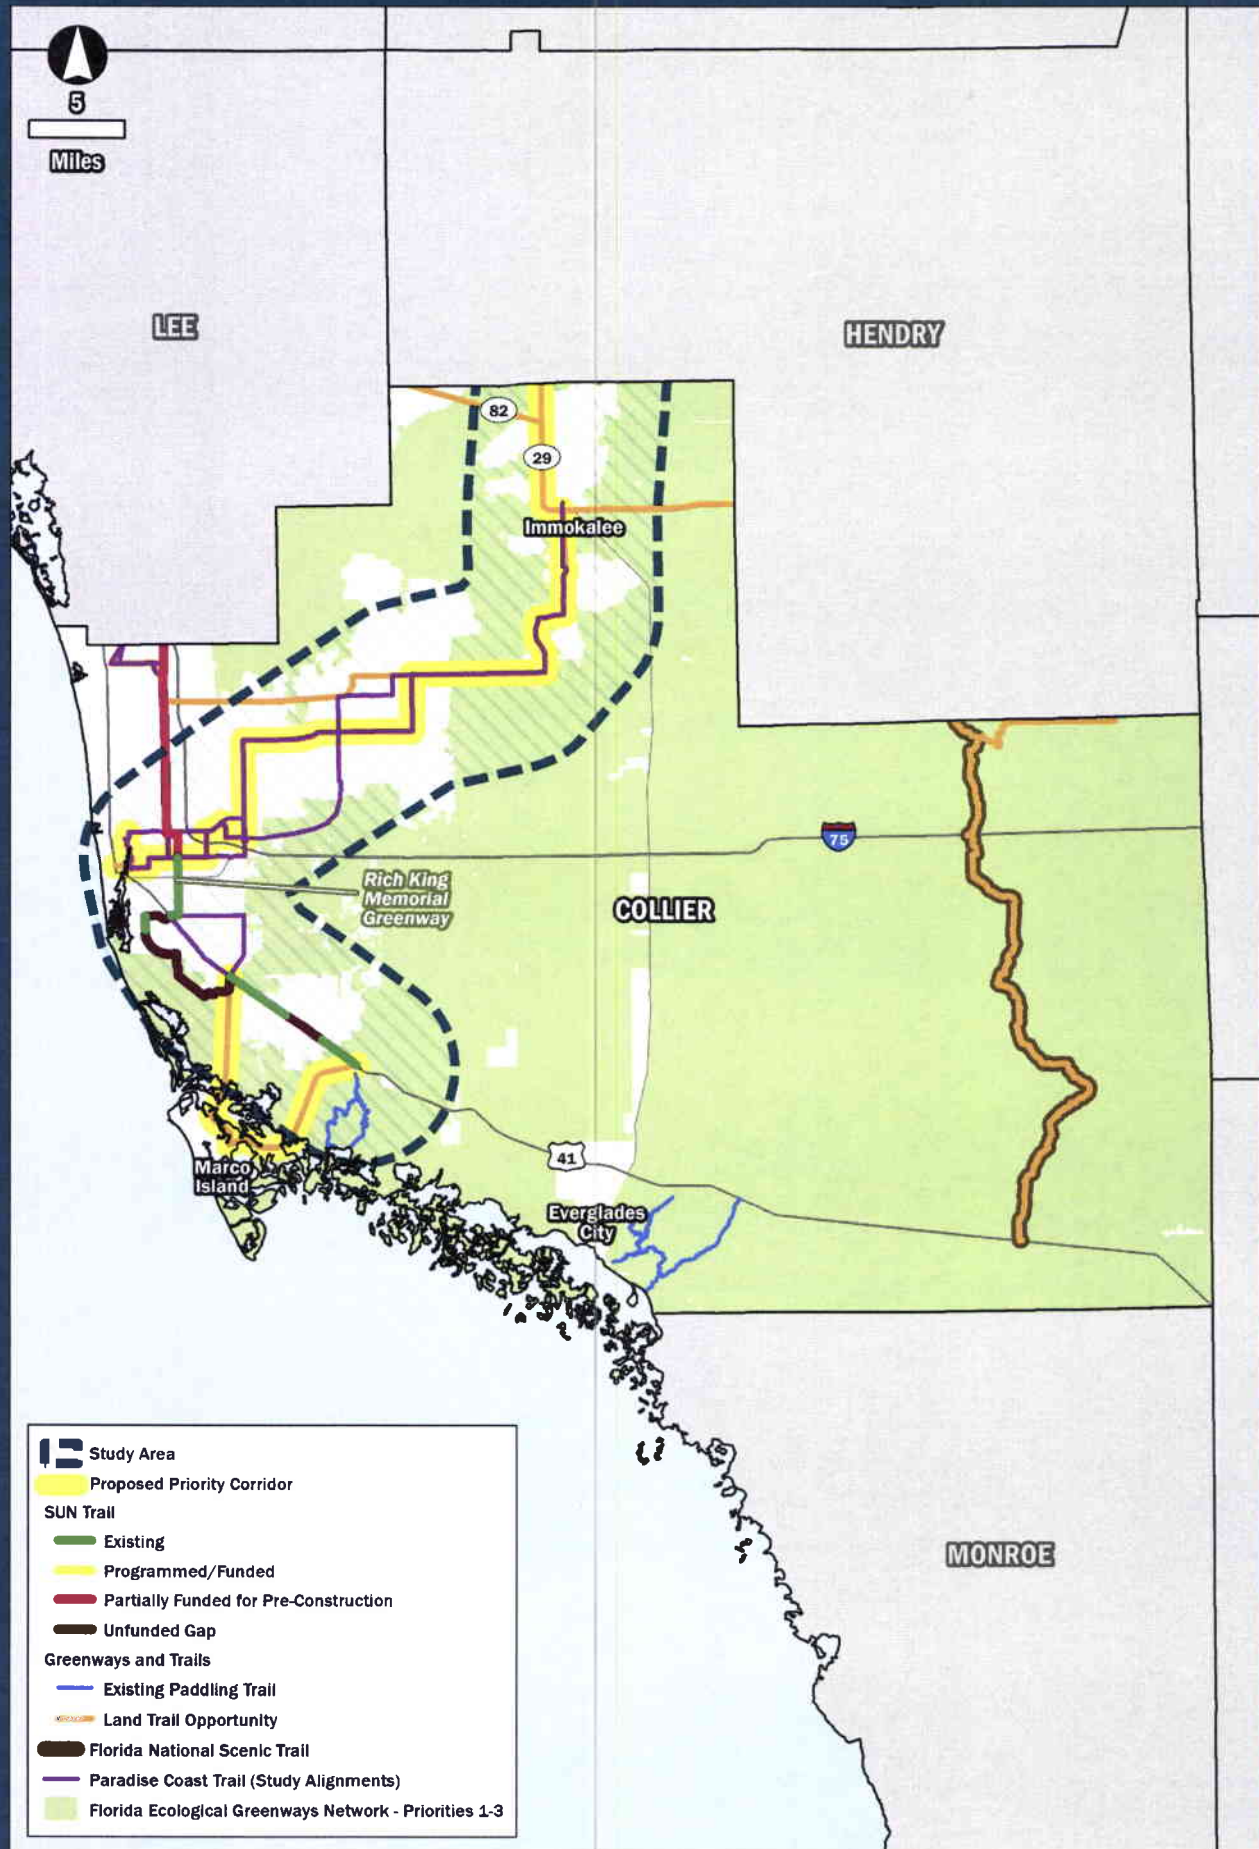 5
Miles
LEE
HENDRY
82
29
Immokalee
75
Rich King
Memorial
Greenway
COLLIER
41
Marco
Island
Everglades
City
MONROE
Study Area
Proposed Priority Corridor
SUN Trail
Existing
Programmed/Funded
Partially Funded for Pre-Construction
Unfunded Gap
Greenways and Trails
Existing Paddling Trail
Land Trail Opportunity
Florida National Scenic Trail
Paradise Coast Trail (Study Alignments)
Florida Ecological Greenways Network - Priorities 1-3